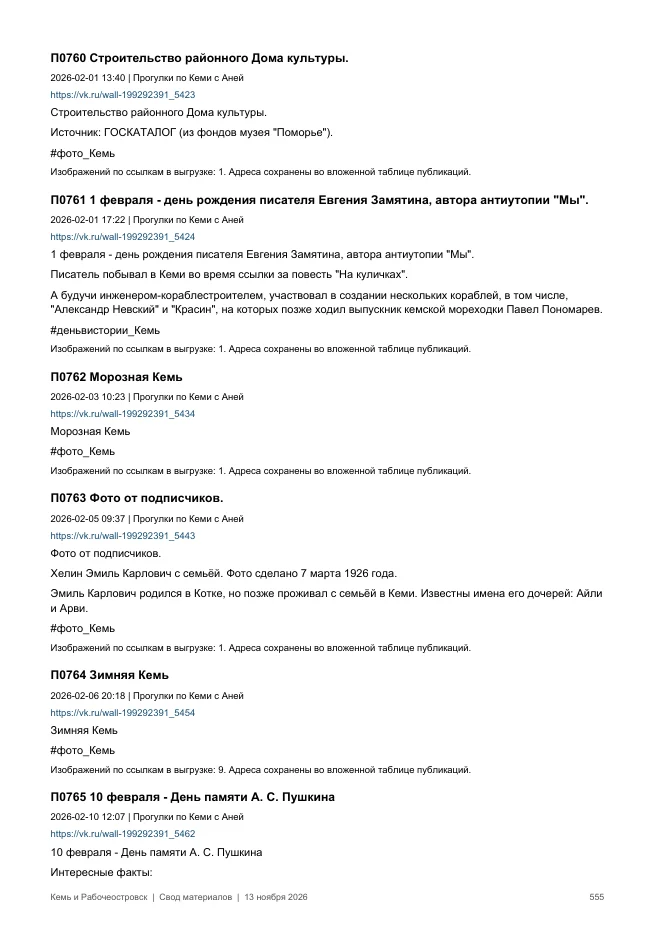 П0760 Строительство районного Дома культуры.
2026-02-01 13:40 | Прогулки по Кеми с Аней
https://vk.ru/wall-199292391_5423
Строительство районного Дома культуры.
Источник: ГОСКАТАЛОГ (из фондов музея "Поморье").
#фото_Кемь
Изображений по ссылкам в выгрузке: 1. Адреса сохранены во вложенной таблице публикаций.
П0761 1 февраля - день рождения писателя Евгения Замятина, автора антиутопии "Мы".
2026-02-01 17:22 | Прогулки по Кеми с Аней
https://vk.ru/wall-199292391_5424
1 февраля - день рождения писателя Евгения Замятина, автора антиутопии "Мы".
Писатель побывал в Кеми во время ссылки за повесть "На куличках".
А будучи инженером-кораблестроителем, участвовал в создании нескольких кораблей, в том числе,
"Александр Невский" и "Красин", на которых позже ходил выпускник кемской мореходки Павел Пономарев.
#деньвистории_Кемь
Изображений по ссылкам в выгрузке: 1. Адреса сохранены во вложенной таблице публикаций.
П0762 Морозная Кемь
2026-02-03 10:23 | Прогулки по Кеми с Аней
https://vk.ru/wall-199292391_5434
Морозная Кемь
#фото_Кемь
Изображений по ссылкам в выгрузке: 1. Адреса сохранены во вложенной таблице публикаций.
П0763 Фото от подписчиков.
2026-02-05 09:37 | Прогулки по Кеми с Аней
https://vk.ru/wall-199292391_5443
Фото от подписчиков.
Хелин Эмиль Карлович с семьёй. Фото сделано 7 марта 1926 года.
Эмиль Карлович родился в Котке, но позже проживал с семьёй в Кеми. Известны имена его дочерей: Айли
и Арви.
#фото_Кемь
Изображений по ссылкам в выгрузке: 1. Адреса сохранены во вложенной таблице публикаций.
П0764 Зимняя Кемь
2026-02-06 20:18 | Прогулки по Кеми с Аней
https://vk.ru/wall-199292391_5454
Зимняя Кемь
#фото_Кемь
Изображений по ссылкам в выгрузке: 9. Адреса сохранены во вложенной таблице публикаций.
П0765 10 февраля - День памяти А. С. Пушкина
2026-02-10 12:07 | Прогулки по Кеми с Аней
https://vk.ru/wall-199292391_5462
10 февраля - День памяти А. С. Пушкина
Интересные факты:
Кемь и Рабочеостровск | Свод материалов | 13 ноября 2026 555